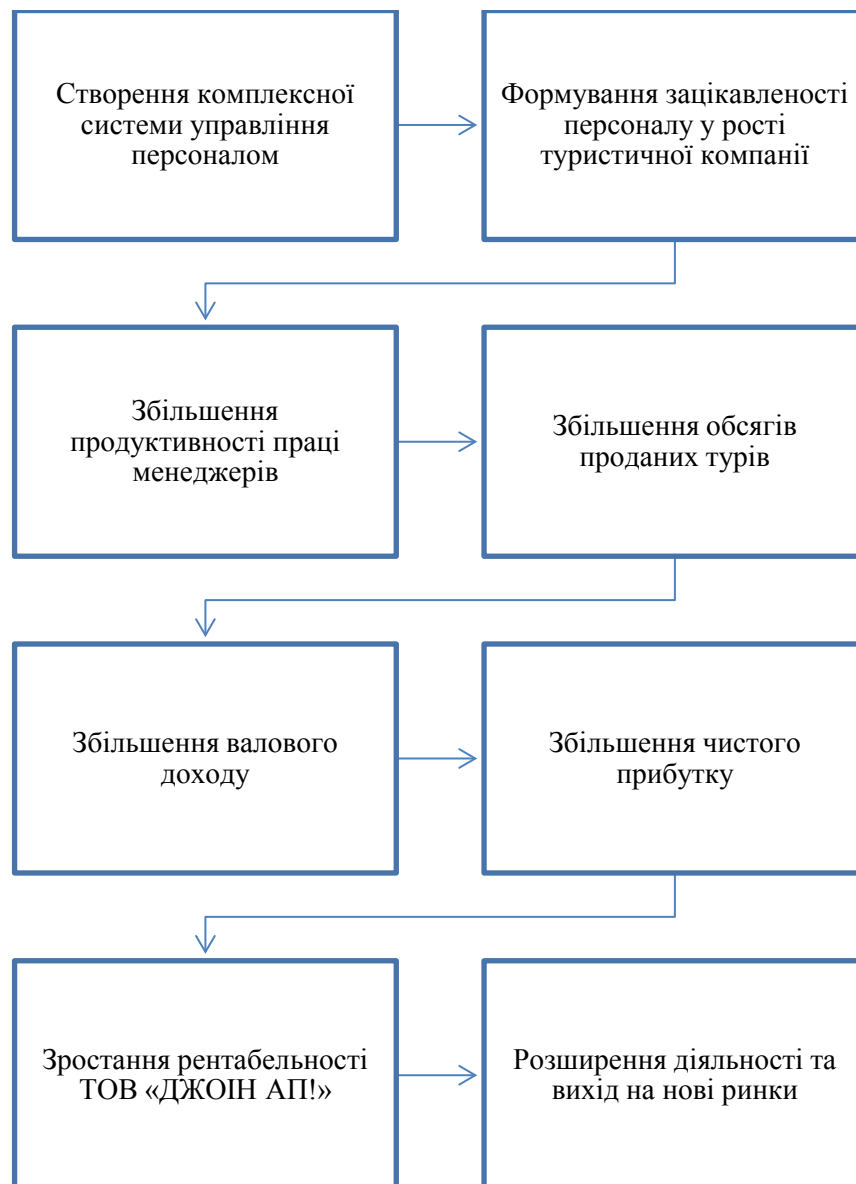 Створення комплексної
системи управління
персоналом
Формування зацікавленості
персоналу у рості
туристичної компанії
Збільшення
продуктивності праці
менеджерів
Збільшення обсягів
проданих турів
Збільшення валового
доходу
Збільшення чистого
прибутку
Зростання рентабельності
ТОВ «ДЖОІН АП!»
Розширення діяльності та
вихід на нові ринки